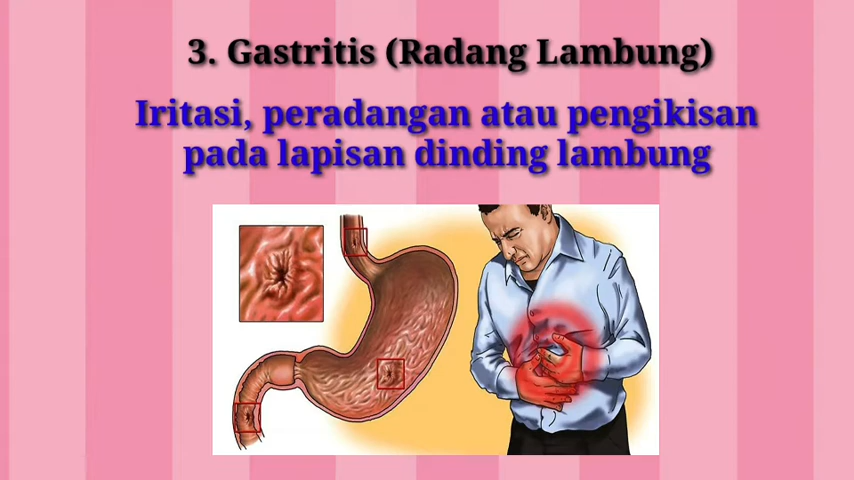 3. Gastritis (Radang Lambung)
Iritasi, peradangan atau pengikisan
pada lapisan dinding lambung